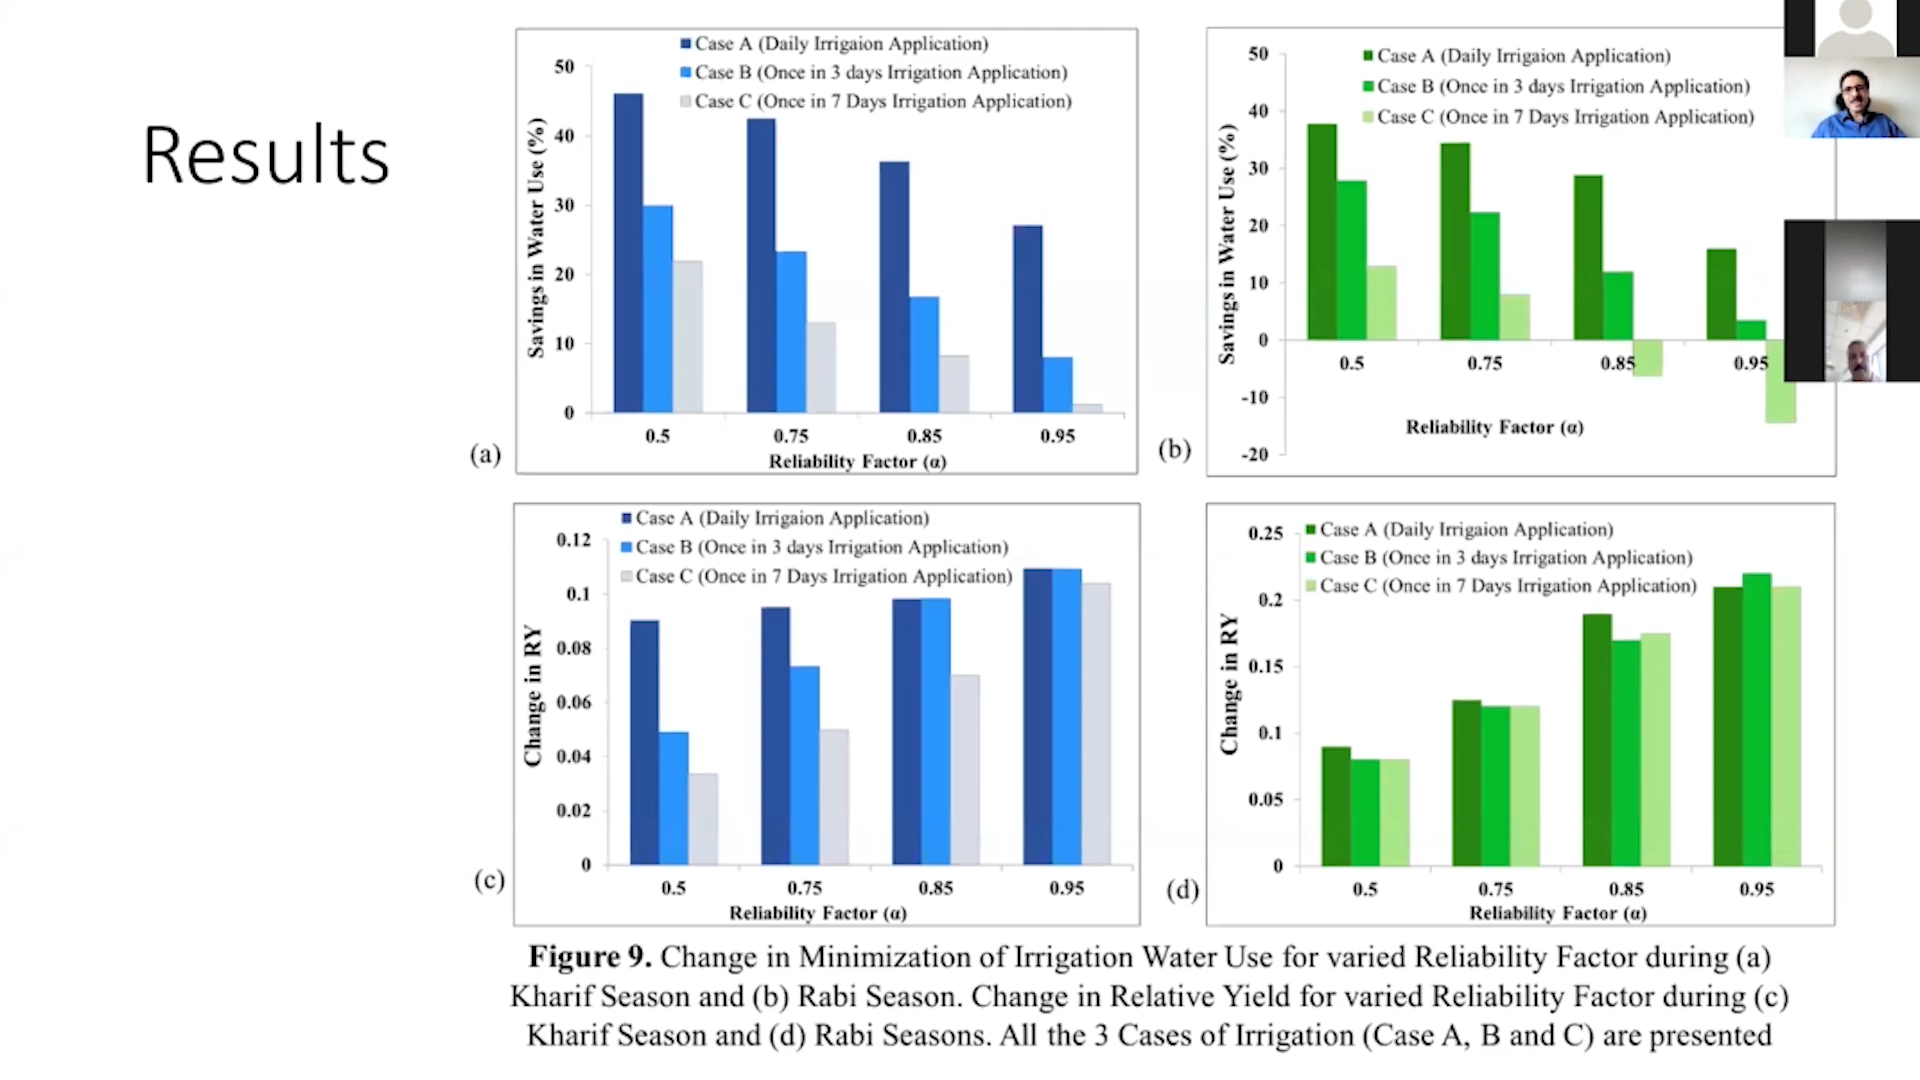 Results
Case A (Daily Irrigaion Application)
Case B (Once in 3 days Irrigation Application)
Case C (Once in 7 Days Irrigation Application)
50
40
30
20
10
0
Savings in Water Use (%)
0.5 0.75 0.85 0.95
Reliability Factor (α)
(a)
Case A (Daily Irrigaion Application)
Case B (Once in 3 days Irrigation Application)
Case C (Once in 7 Days Irrigation Application)
50
40
30
20
10
0
-10
-20
Savings in Water Use (%)
0.5 0.75 0.85 0.95
Reliability Factor (α)
(b)
Case A (Daily Irrigaion Application)
Case B (Once in 3 days Irrigation Application)
Case C (Once in 7 Days Irrigation Application)
0.12
0.1
0.08
0.06
0.04
0.02
0
Change in RY
0.5 0.75 0.85 0.95
Reliability Factor (α)
(c)
Case A (Daily Irrigaion Application)
Case B (Once in 3 days Irrigation Application)
Case C (Once in 7 Days Irrigation Application)
0.25
0.2
0.15
0.1
0.05
0
Change in RY
0.5 0.75 0.85 0.95
Reliability Factor (α)
(d)
Figure 9. Change in Minimization of Irrigation Water Use for varied Reliability Factor during (a)
Kharif Season and (b) Rabi Season. Change in Relative Yield for varied Reliability Factor during (c)
Kharif Season and (d) Rabi Seasons. All the 3 Cases of Irrigation (Case A, B and C) are presented